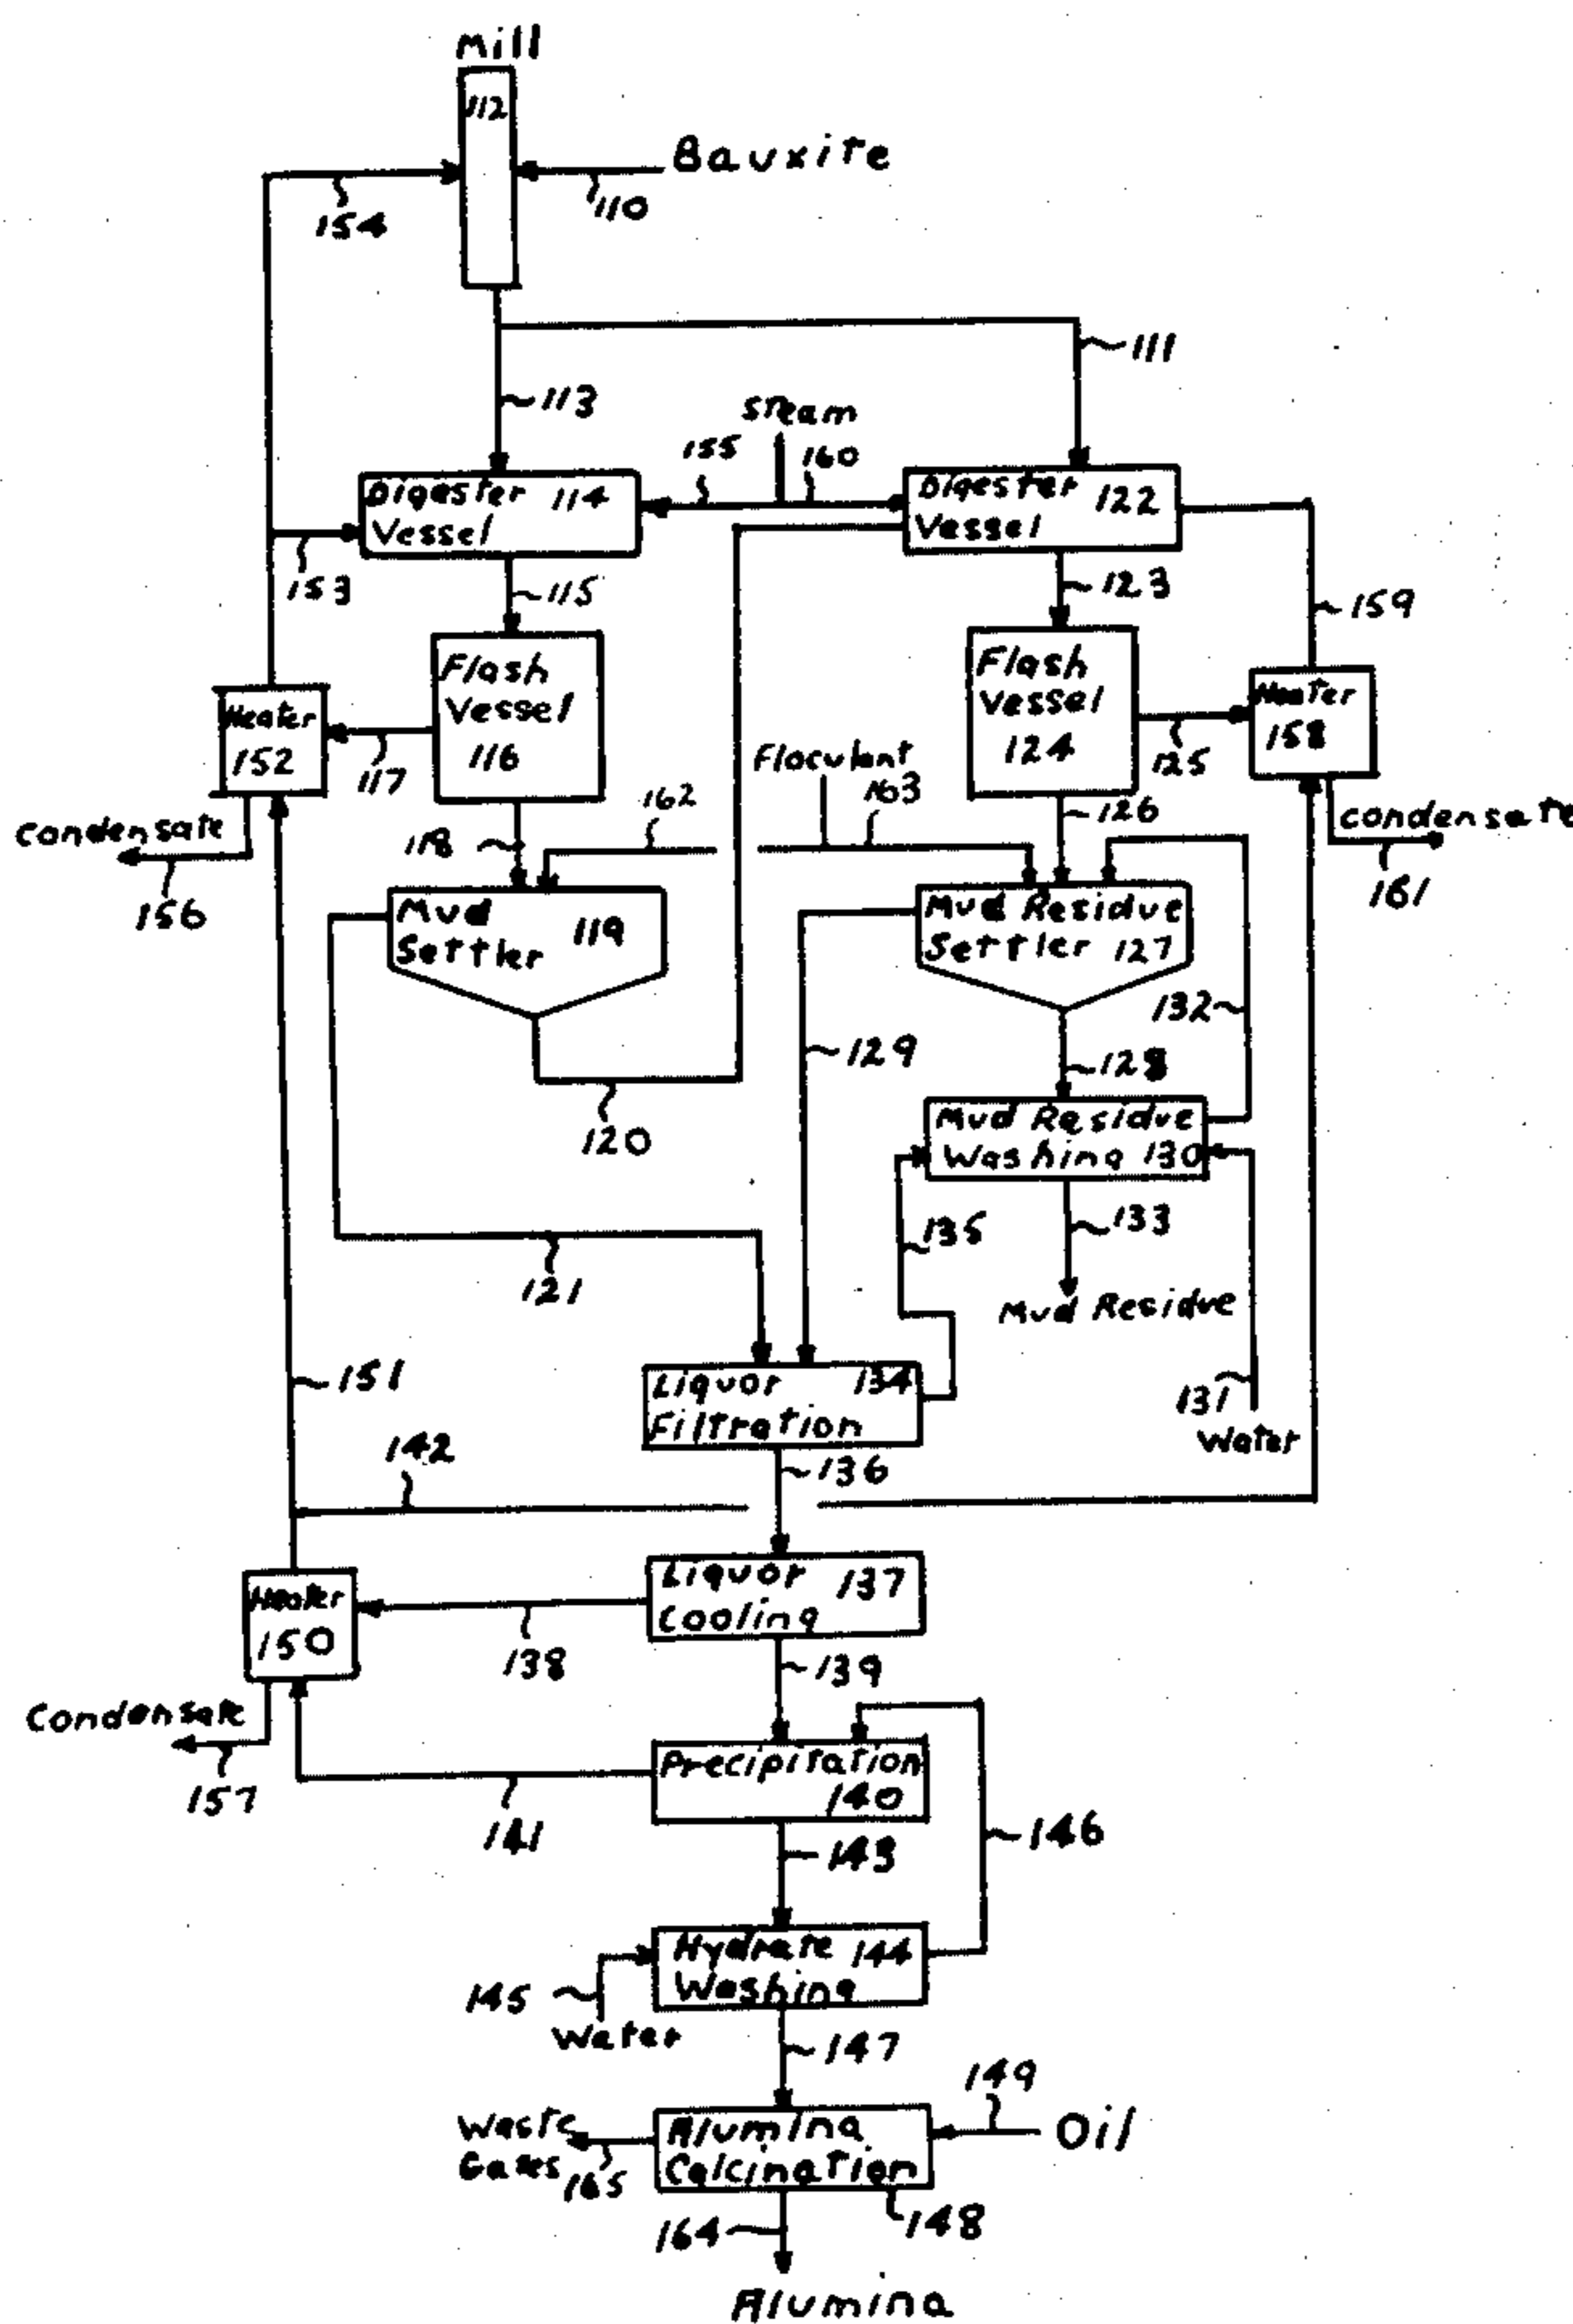 Mill
112
Bauxite
110
154
111
113
Steam
155
160
Digester 114
Vessel
Digester 122
Vessel
153
115
123
159
Flash
Vessel
116
Flash
Vessel
124
Heater
152
117
Heater
158
125
Floculant
163
162
118
126
Condensate
156
Condensate
161
Mud
Settler 119
Mud Residue
Settler 127
132
129
128
120
Mud Residue
Washing 130
135
133
121
Mud Residue
131
Water
151
Liquor 134
Filtration
142
136
Liquor 137
Cooling
Heater
150
138
139
Condensate
157
Precipitation
140
141
143
146
Hydrate 144
Washing
145
Water
147
149
Oil
Waste
Gases
165
Alumina
Calcination
148
164
Alumina